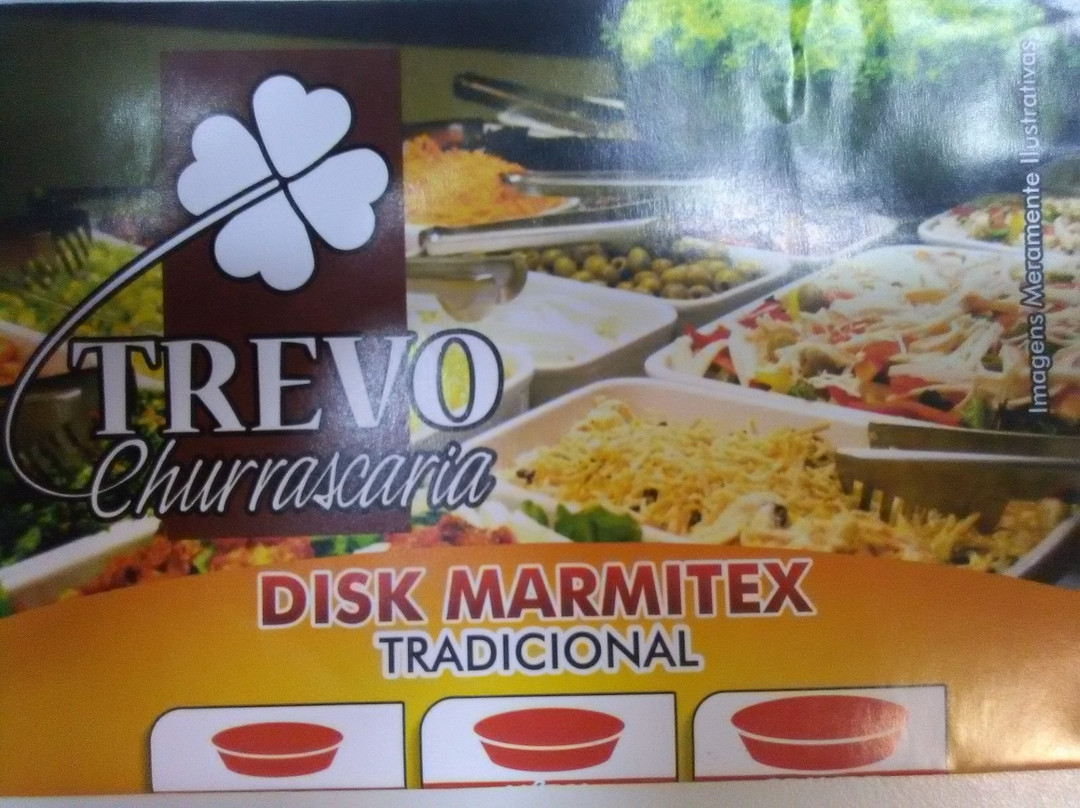 TREVO
Churrascaria
DISK MARMITEX
TRADICIONAL
Imagens Meramente Ilustrativas